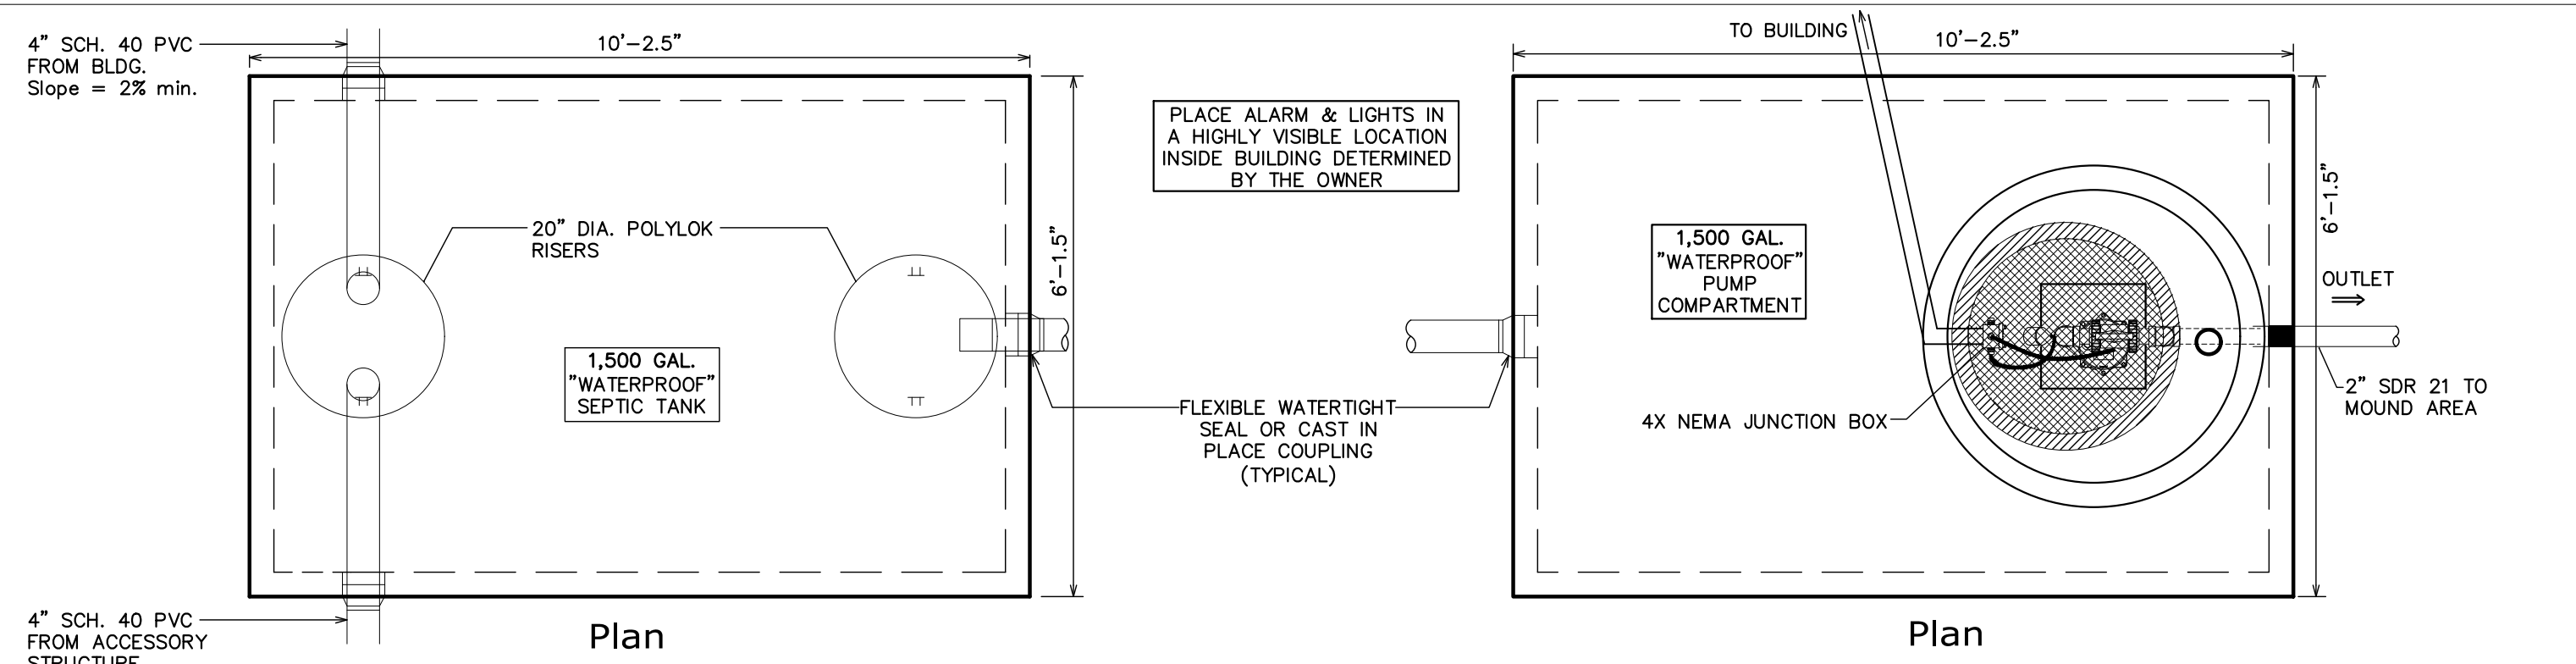 4" SCH. 40 PVC
FROM BLDG.
Slope = 2% min.
10'-2.5"
20" DIA. POLYLOK
RISERS
1,500 GAL.
"WATERPROOF"
SEPTIC TANK
6'-1.5"
4" SCH. 40 PVC
FROM ACCESSORY
STRUCTURE
Plan
PLACE ALARM & LIGHTS IN
A HIGHLY VISIBLE LOCATION
INSIDE BUILDING DETERMINED
BY THE OWNER
FLEXIBLE WATERTIGHT
SEAL OR CAST IN
PLACE COUPLING
(TYPICAL)
TO BUILDING
10'-2.5"
1,500 GAL.
"WATERPROOF"
PUMP
COMPARTMENT
4X NEMA JUNCTION BOX
6'-1.5"
OUTLET
2" SDR 21 TO
MOUND AREA
Plan